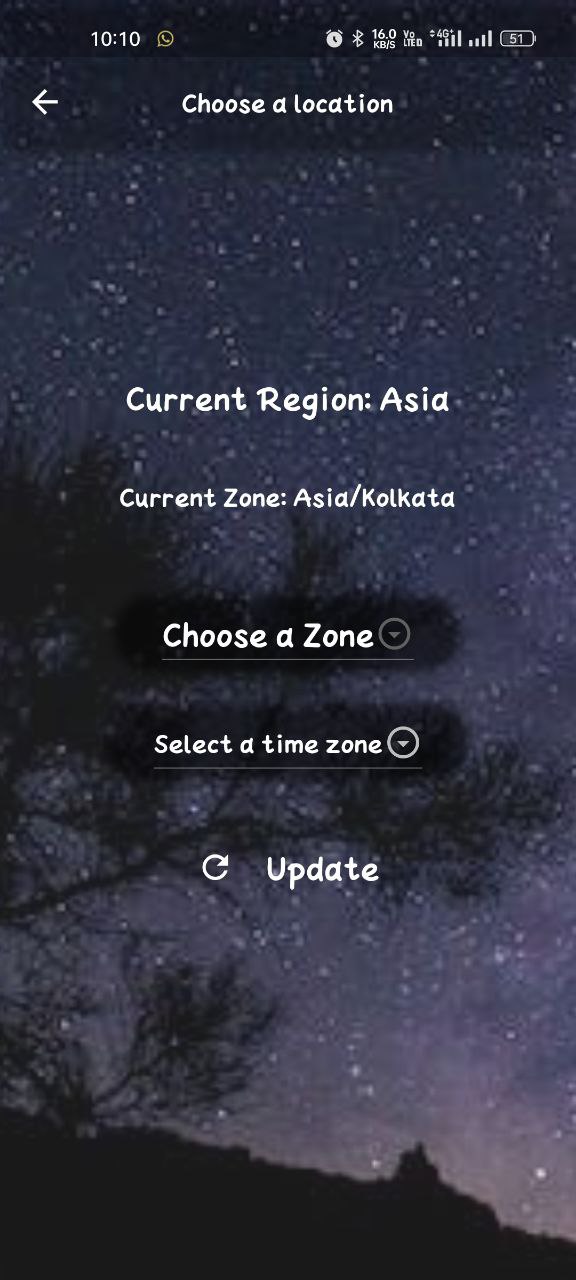 10:10 16.0 KB/S Vo LTED 4G+ 51
Choose a location
Current Region: Asia
Current Zone: Asia/Kolkata
Choose a Zone
Select a time zone
Update